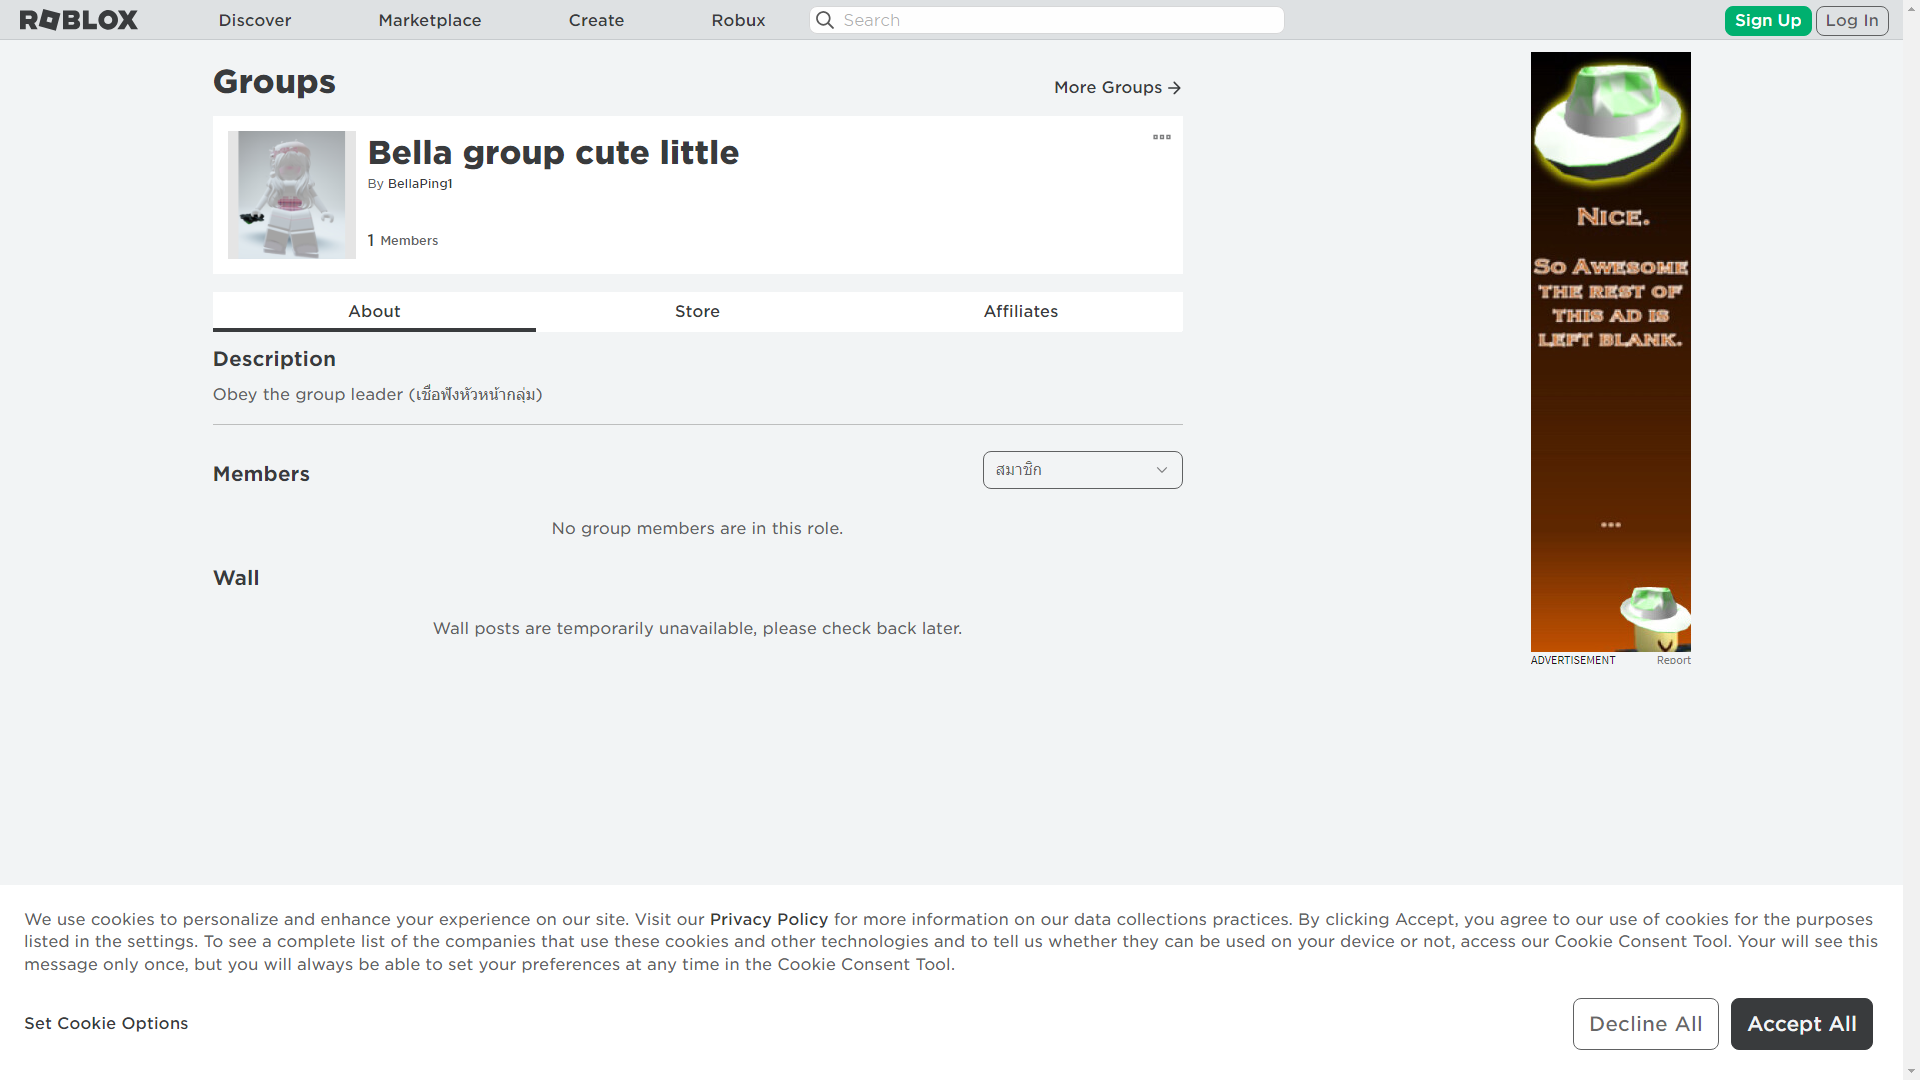 ROBLOX
Discover
Marketplace
Create
Robux
Search
Sign Up
Log In
Groups
More Groups
Bella group cute little
By BellaPing1
1 Members
About
Store
Affiliates
Description
Obey the group leader (เชื่อฟังหัวหน้ากลุ่ม)
Members
สมาชิก
No group members are in this role.
Wall
Wall posts are temporarily unavailable, please check back later.
NICE.
SO AWESOME
THE REST OF
THIS AD IS
LEFT BLANK.
...
ADVERTISEMENT
Report
We use cookies to personalize and enhance your experience on our site. Visit our Privacy Policy for more information on our data collections practices. By clicking Accept, you agree to our use of cookies for the purposes
listed in the settings. To see a complete list of the companies that use these cookies and other technologies and to tell us whether they can be used on your device or not, access our Cookie Consent Tool. Your will see this
message only once, but you will always be able to set your preferences at any time in the Cookie Consent Tool.
Set Cookie Options
Decline All
Accept All